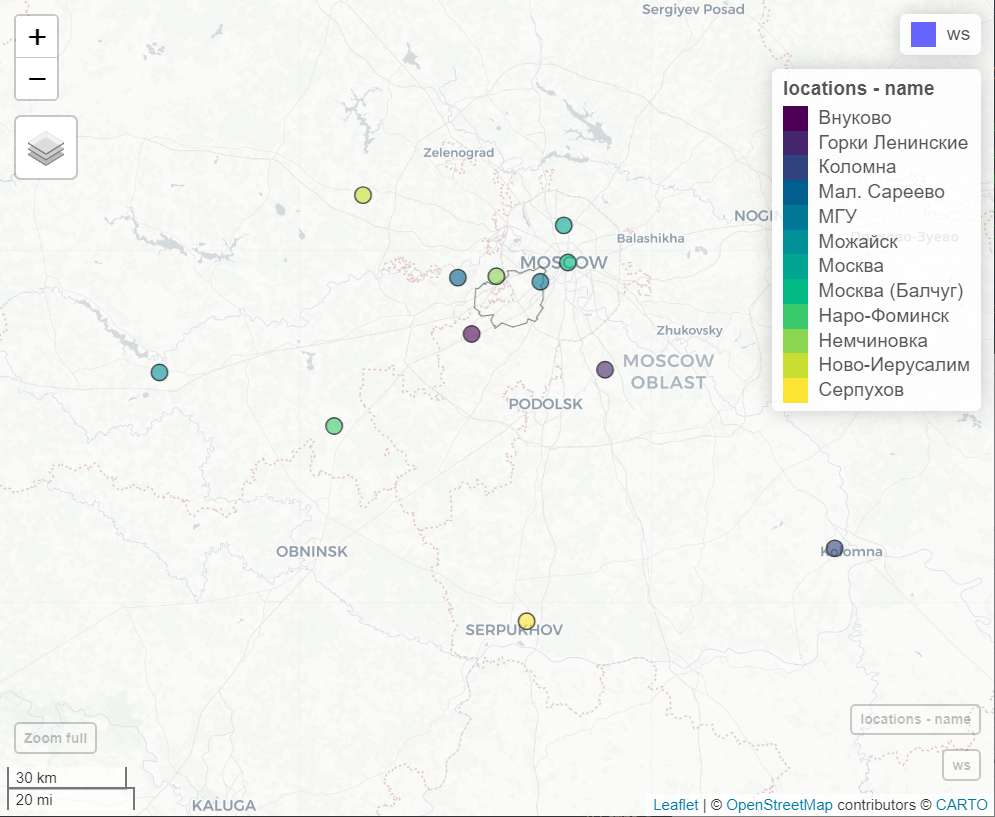 Sergiyev Posad
+
−
ws
locations - name
Внуково
Горки Ленинские
Коломна
Мал. Сареево
МГУ
Можайск
Москва
Москва (Балчуг)
Наро-Фоминск
Немчиновка
Ново-Иерусалим
Серпухов
Zelenograd
NOGIN
Balashikha
Орехово-Зуево
MOSCOW
Zhukovsky
MOSCOW
OBLAST
PODOLSK
OBNINSK
Kolomna
SERPUKHOV
locations - name
Zoom full
ws
30 km
20 mi
KALUGA
Leaflet | © OpenStreetMap contributors © CARTO